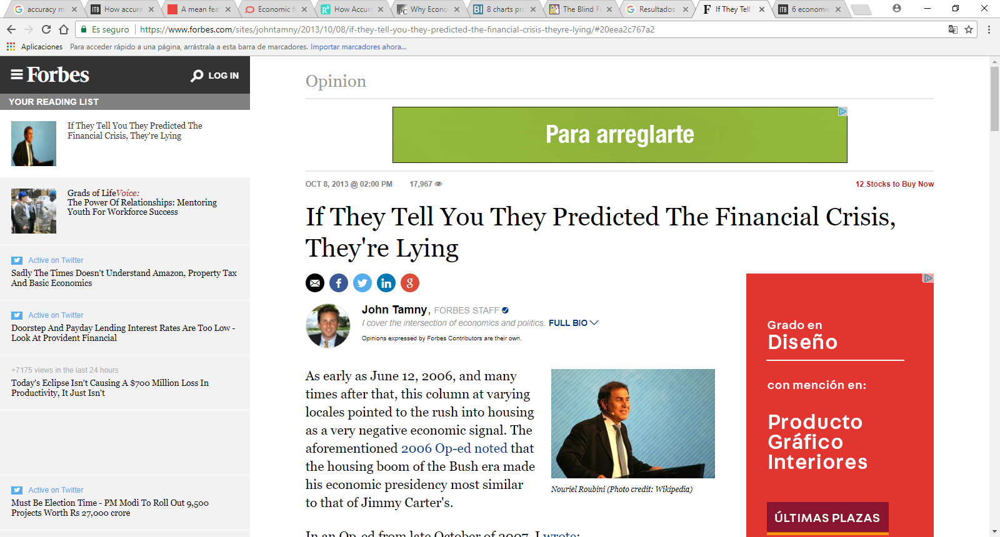 accuracy m
How accura
A mean fea
Economic f
How Accura
Why Econo
8 charts pro
The Blind F
Resultados
If They Tell
6 economis
Es seguro
https://www.forbes.com/sites/johntamny/2013/10/08/if-they-tell-you-they-predicted-the-financial-crisis-theyre-lying/#20eea2c767a2
Aplicaciones
Para acceder rápido a una página, arrástrala a esta barra de marcadores. Importar marcadores ahora...
Forbes
LOG IN
YOUR READING LIST
If They Tell You They Predicted The
Financial Crisis, They're Lying
Grads of LifeVoice:
The Power Of Relationships: Mentoring
Youth For Workforce Success
Active on Twitter
Sadly The Times Doesn't Understand Amazon, Property Tax
And Basic Economics
Active on Twitter
Doorstep And Payday Lending Interest Rates Are Too Low -
Look At Provident Financial
+7175 views in the last 24 hours
Today's Eclipse Isn't Causing A $700 Million Loss In
Productivity, It Just Isn't
Active on Twitter
Must Be Election Time - PM Modi To Roll Out 9,500
Projects Worth Rs 27,000 crore
Opinion
Para arreglarte
OCT 8, 2013 @ 02:00 PM
17,967
12 Stocks to Buy Now
If They Tell You They Predicted The Financial Crisis,
They're Lying
John Tamny, FORBES STAFF
I cover the intersection of economics and politics. FULL BIO
Opinions expressed by Forbes Contributors are their own.
As early as June 12, 2006, and many
times after that, this column at varying
locales pointed to the rush into housing
as a very negative economic signal. The
aforementioned 2006 Op-ed noted that
the housing boom of the Bush era made
his economic presidency most similar
to that of Jimmy Carter's.
In an Op-ed from late October of 2007, I wrote:
Nouriel Roubini (Photo credit: Wikipedia)
Grado en
Diseño
con mención en:
Producto
Gráfico
Interiores
ÚLTIMAS PLAZAS